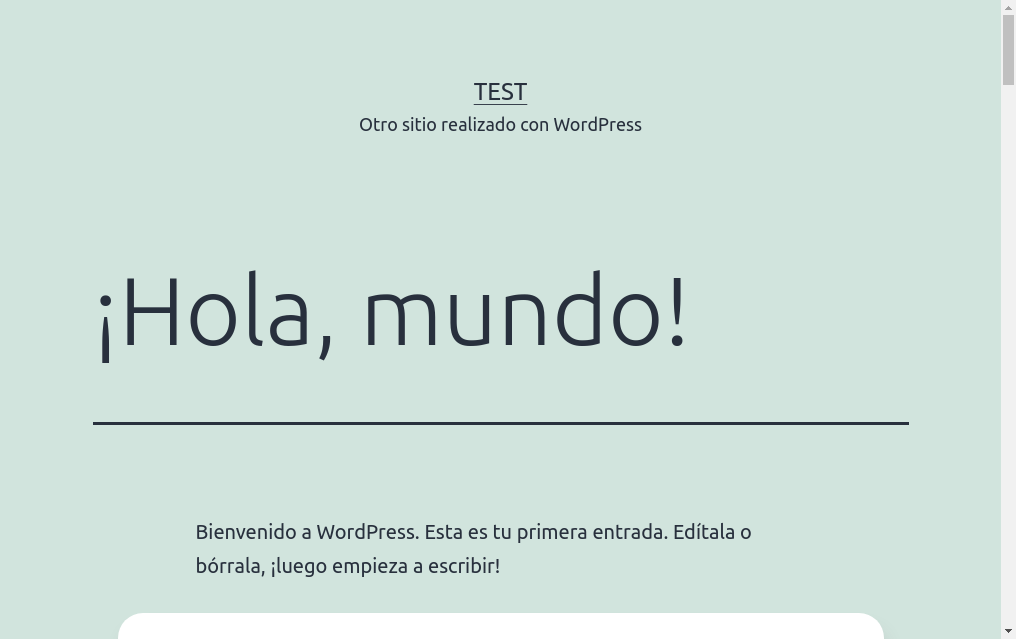 TEST
Otro sitio realizado con WordPress
¡Hola, mundo!
Bienvenido a WordPress. Esta es tu primera entrada. Edítala o
bórrala, ¡luego empieza a escribir!